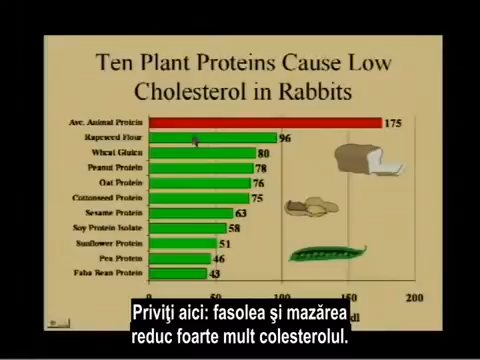 Ten Plant Proteins Cause Low
Cholesterol in Rabbits
Ave. Animal Protein 175
Rapeseed Flour 96
Wheat Gluten 80
Peanut Protein 78
Oat Protein 76
Cottonseed Protein 75
Sesame Protein 63
Soy Protein Isolate 58
Sunflower Protein 51
Pea Protein 46
Faba Bean Protein 43
100 150 200
Priviţi aici: fasolea şi mazărea
reduc foarte mult colesterolul.